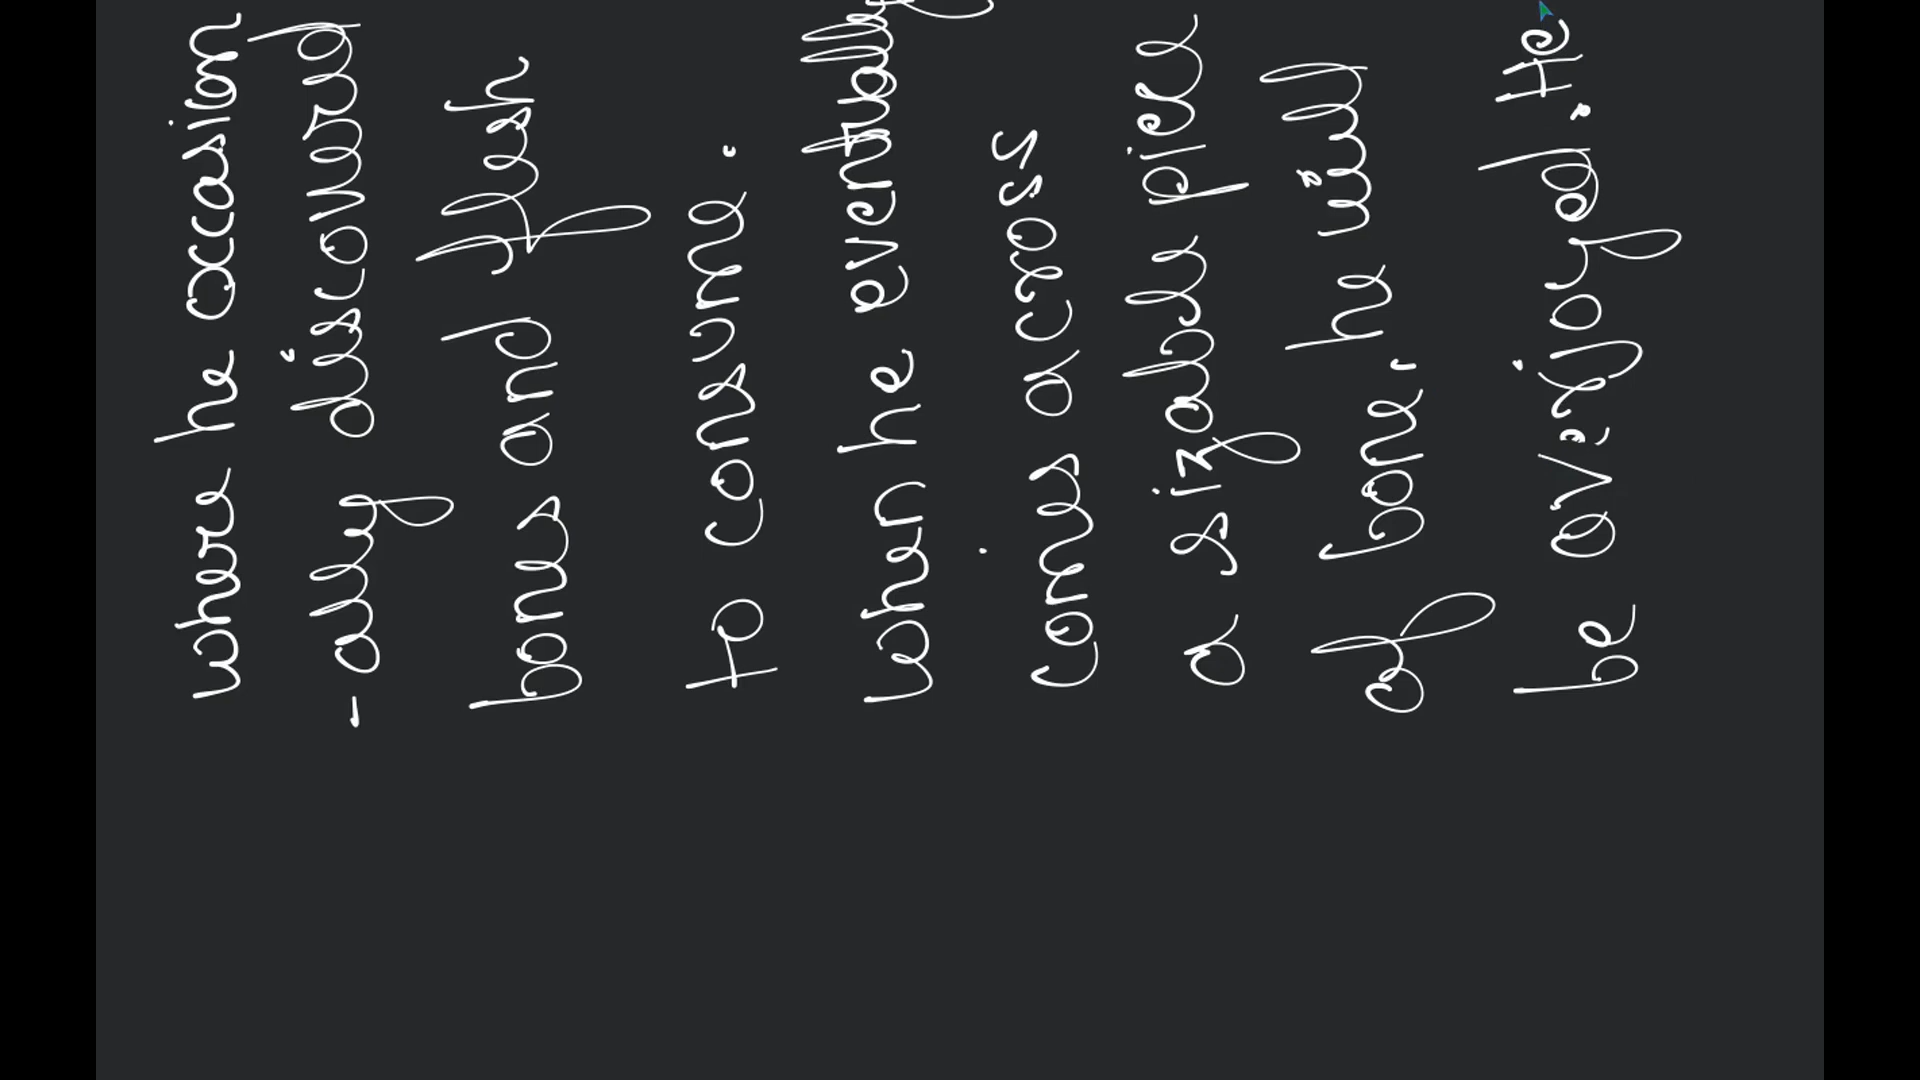 where he occasion
-ally discovered
bones and flesh
to consume.
when he eventually
comes across
a sizable piece
of bone, he will
be overjoyed. He